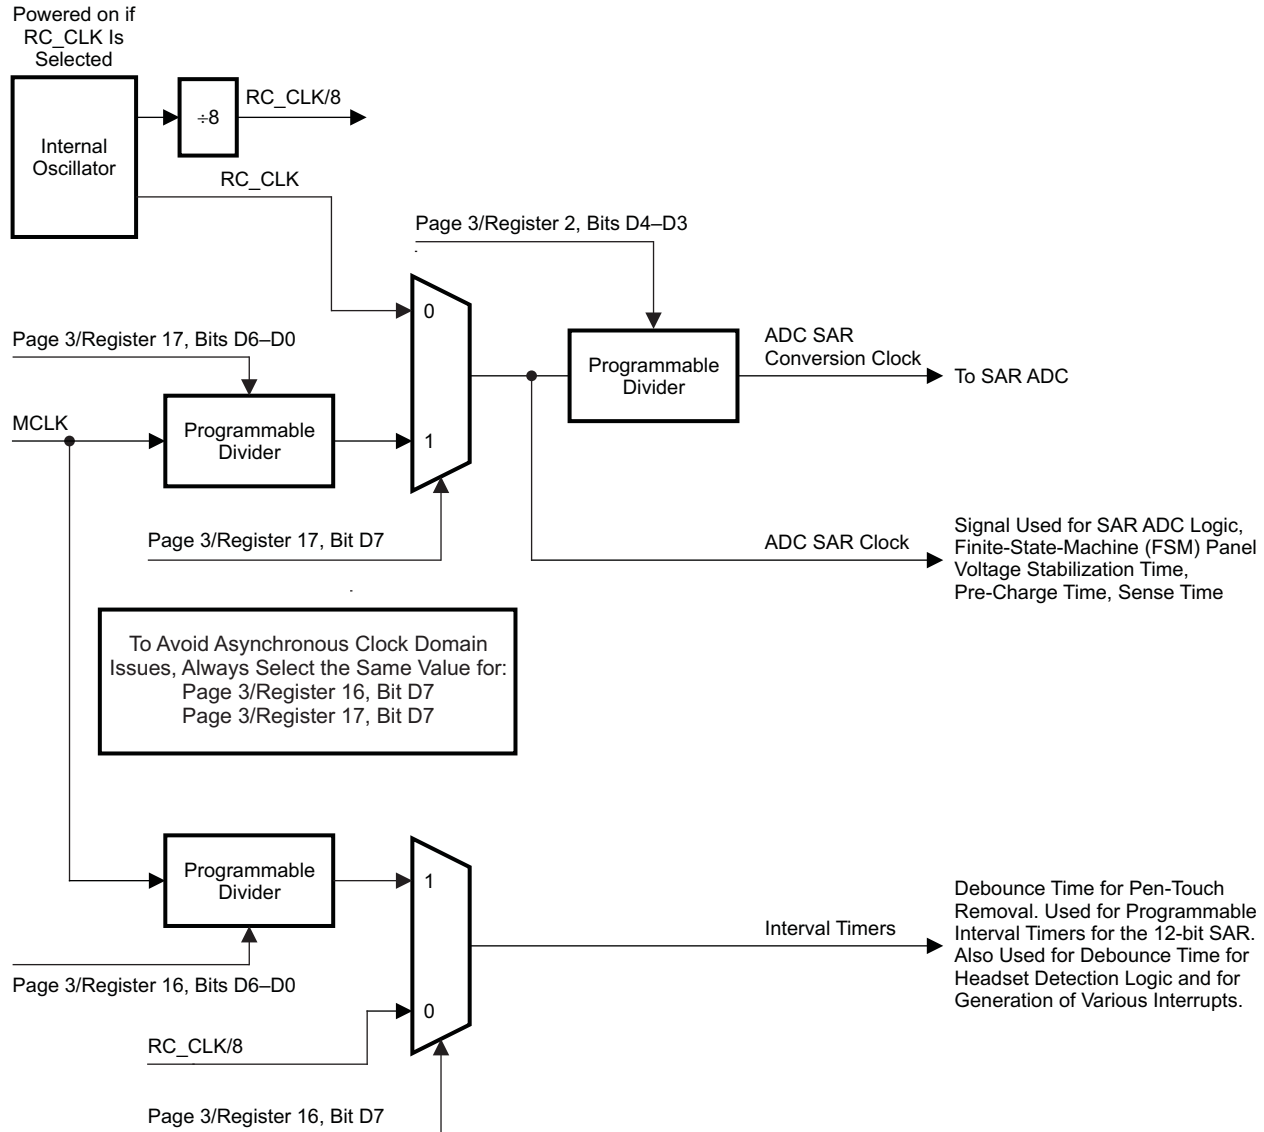 Powered on if
RC_CLK Is
Selected
Internal
Oscillator
÷8
RC_CLK/8
RC_CLK
Page 3/Register 2, Bits D4–D3
0
Page 3/Register 17, Bits D6–D0
Programmable
Divider
ADC SAR
Conversion Clock
To SAR ADC
MCLK
Programmable
Divider
1
Page 3/Register 17, Bit D7
ADC SAR Clock
Signal Used for SAR ADC Logic,
Finite-State-Machine (FSM) Panel
Voltage Stabilization Time,
Pre-Charge Time, Sense Time
To Avoid Asynchronous Clock Domain
Issues, Always Select the Same Value for:
Page 3/Register 16, Bit D7
Page 3/Register 17, Bit D7
Programmable
Divider
1
Interval Timers
Debounce Time for Pen-Touch
Removal. Used for Programmable
Interval Timers for the 12-bit SAR.
Also Used for Debounce Time for
Headset Detection Logic and for
Generation of Various Interrupts.
Page 3/Register 16, Bits D6–D0
0
RC_CLK/8
Page 3/Register 16, Bit D7